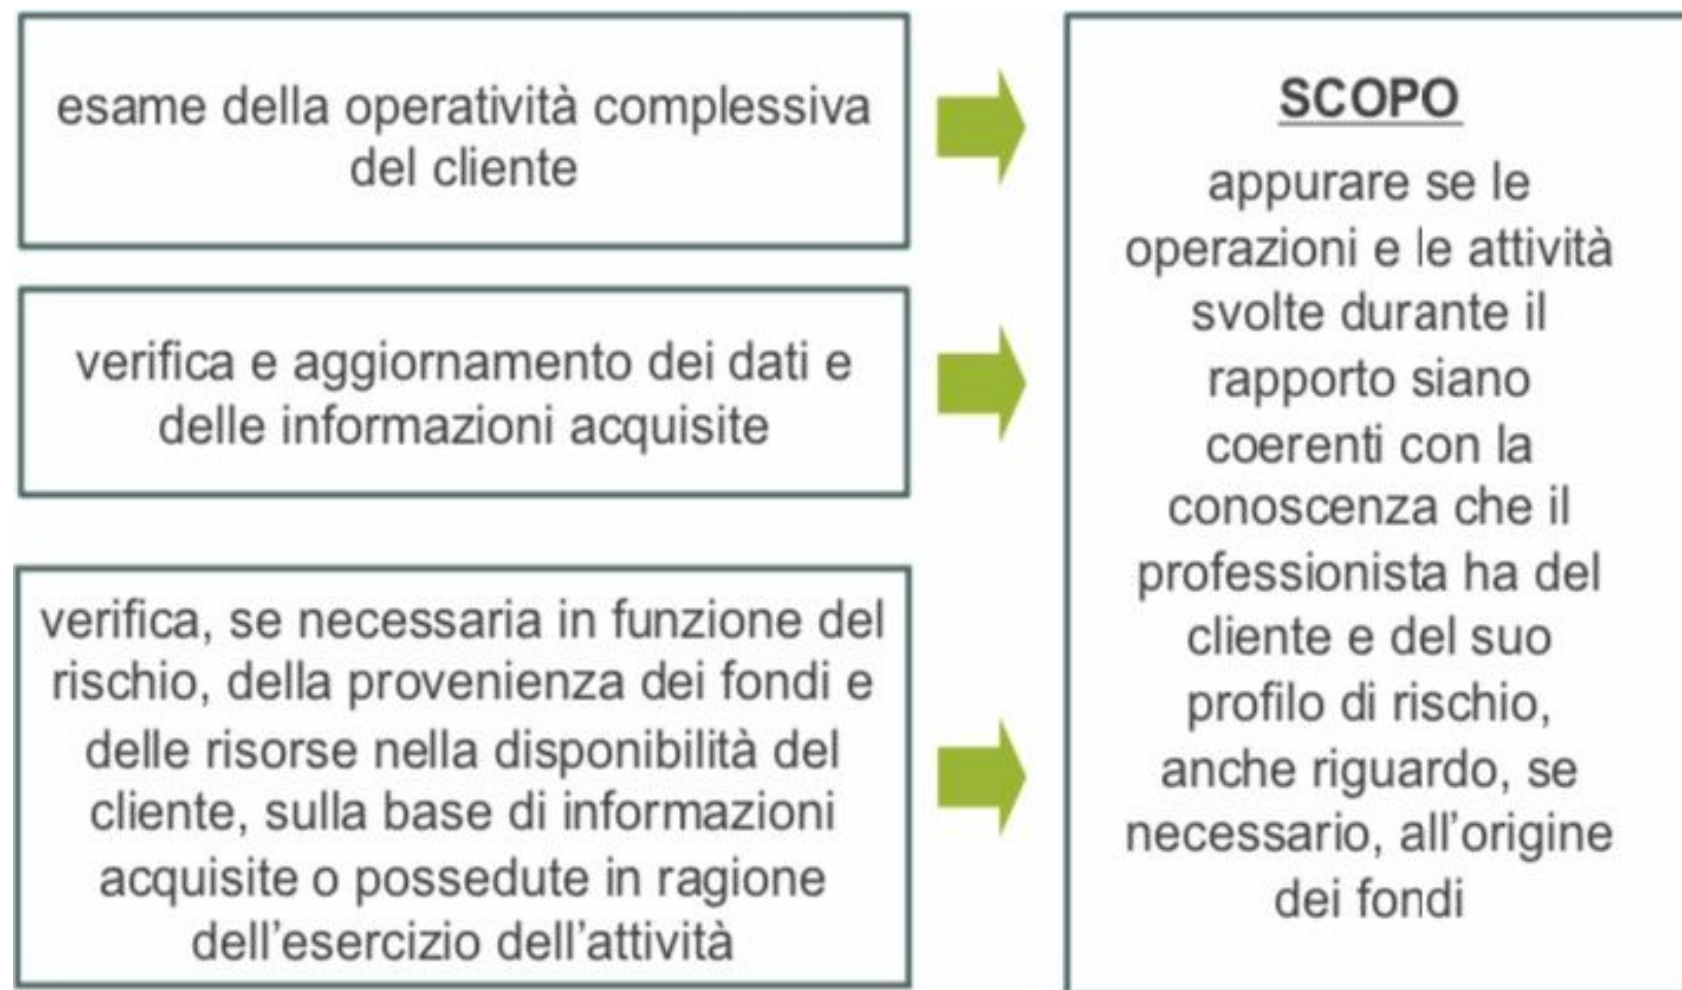 esame della operatività complessiva
del cliente
verifica e aggiornamento dei dati e
delle informazioni acquisite
verifica, se necessaria in funzione del
rischio, della provenienza dei fondi e
delle risorse nella disponibilità del
cliente, sulla base di informazioni
acquisite o possedute in ragione
dell'esercizio dell'attività
SCOPO
appurare se le
operazioni e le attività
svolte durante il
rapporto siano
coerenti con la
conoscenza che il
professionista ha del
cliente e del suo
profilo di rischio,
anche riguardo, se
necessario, all'origine
dei fondi